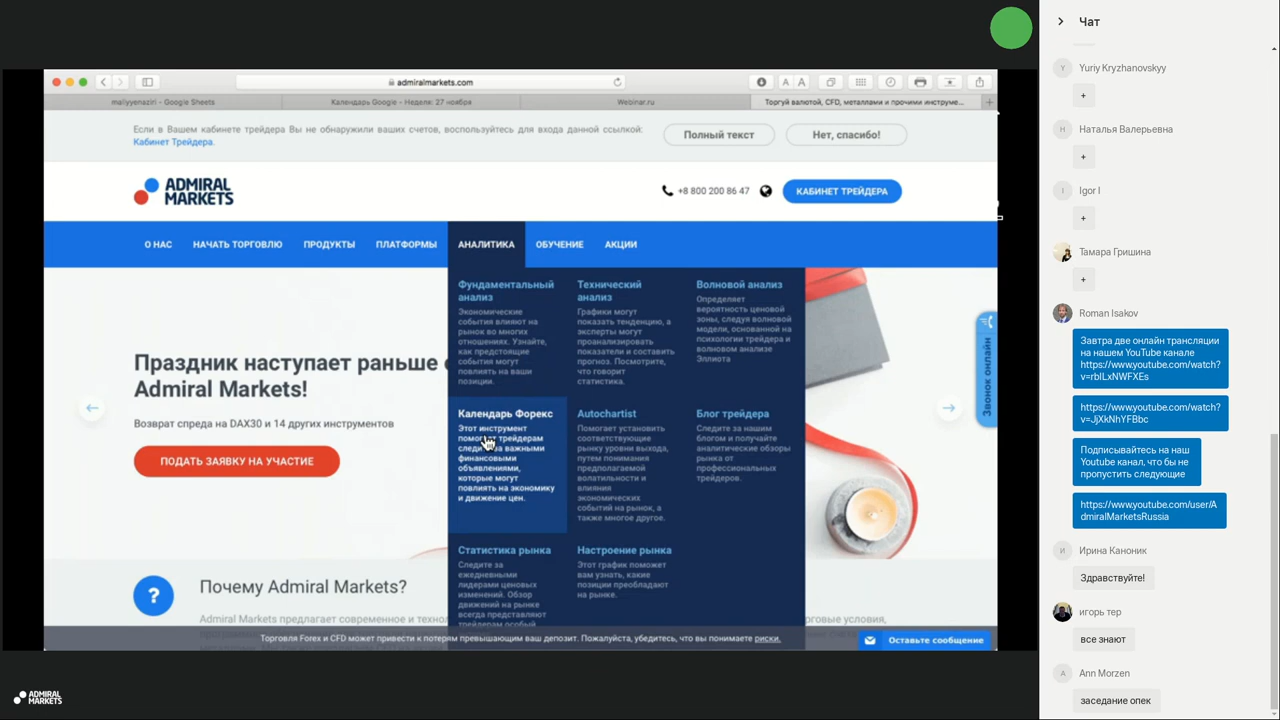 admiralmarkets.com
maliyyenaziri - Google Sheets
Календарь Google - Неделя: 27 ноября
Webinar.ru
Торгуй валютой, CFD, металлами и прочими инструме...
Если в Вашем кабинете трейдера Вы не обнаружили ваших счетов, воспользуйтесь для входа данной ссылкой:
Кабинет Трейдера.
Полный текст
Нет, спасибо!
ADMIRAL
MARKETS
+8 800 200 86 47
КАБИНЕТ ТРЕЙДЕРА
О НАС
НАЧАТЬ ТОРГОВЛЮ
ПРОДУКТЫ
ПЛАТФОРМЫ
АНАЛИТИКА
ОБУЧЕНИЕ
АКЦИИ
Праздник наступает раньше с
Admiral Markets!
Возврат спреда на DAX30 и 14 других инструментов
ПОДАТЬ ЗАЯВКУ НА УЧАСТИЕ
Фундаментальный
анализ
Экономические
события влияют на
рынок во многих
отношениях. Узнайте,
как предстоящие
события могут
повлиять на ваши
позиции.
Технический
анализ
Графики могут
показать тенденцию, а
эксперты могут
проанализировать
показатели и составить
прогноз. Посмотрите,
что говорит
статистика.
Волновой анализ
Определяет
вероятность ценовой
зоны, следуя волновой
модели, основанной на
психологии трейдера и
волновом анализе
Эллиота
Календарь Форекс
Этот инструмент
трейдерам
важными
финансовыми
объявлениями,
которые могут
повлиять на экономику
и движение цен.
Autochartist
Помогает установить
соответствующие
рынку уровни выхода,
путем понимания
предполагаемой
волатильности и
влияния
экономических
событий на рынок, а
также многое другое.
Блог трейдера
Следите за нашим
блогом и получайте
аналитические обзоры
рынка от
профессиональных
трейдеров.
Статистика рынка
Следите за
ежедневными
лидерами ценовых
изменений. Обзор
движений на рынке
всегда представляют
трейдерам особый
Настроение рынка
Этот график поможет
вам узнать, какие
позиции преобладают
на рынке.
Звонок онлайн
?
Почему Admiral Markets?
Admiral Markets предлагает современное и техно
рговые условия,
Торговля Forex и CFD может привести к потерям превышающим ваш депозит. Пожалуйста, убедитесь, что вы понимаете риски.
Оставьте сообщение
ADMIRAL
MARKETS
Чат
Y
Yuriy Kryzhanovskyy
+
Н
Наталья Валерьевна
+
I
Igor I
+
Тамара Гришина
+
Roman Isakov
Завтра две онлайн трансляции
на нашем YouTube канале
https://www.youtube.com/watch?
v=rbILxNWFXEs
https://www.youtube.com/watch?
v=-JjXkNhYFBbc
Подписывайтесь на наш
Youtube канал, что бы не
пропустить следующие
https://www.youtube.com/user/A
dmiralMarketsRussia
И
Ирина Каноник
Здравствуйте!
игорь тер
все знают
A
Ann Morzen
заседание опек